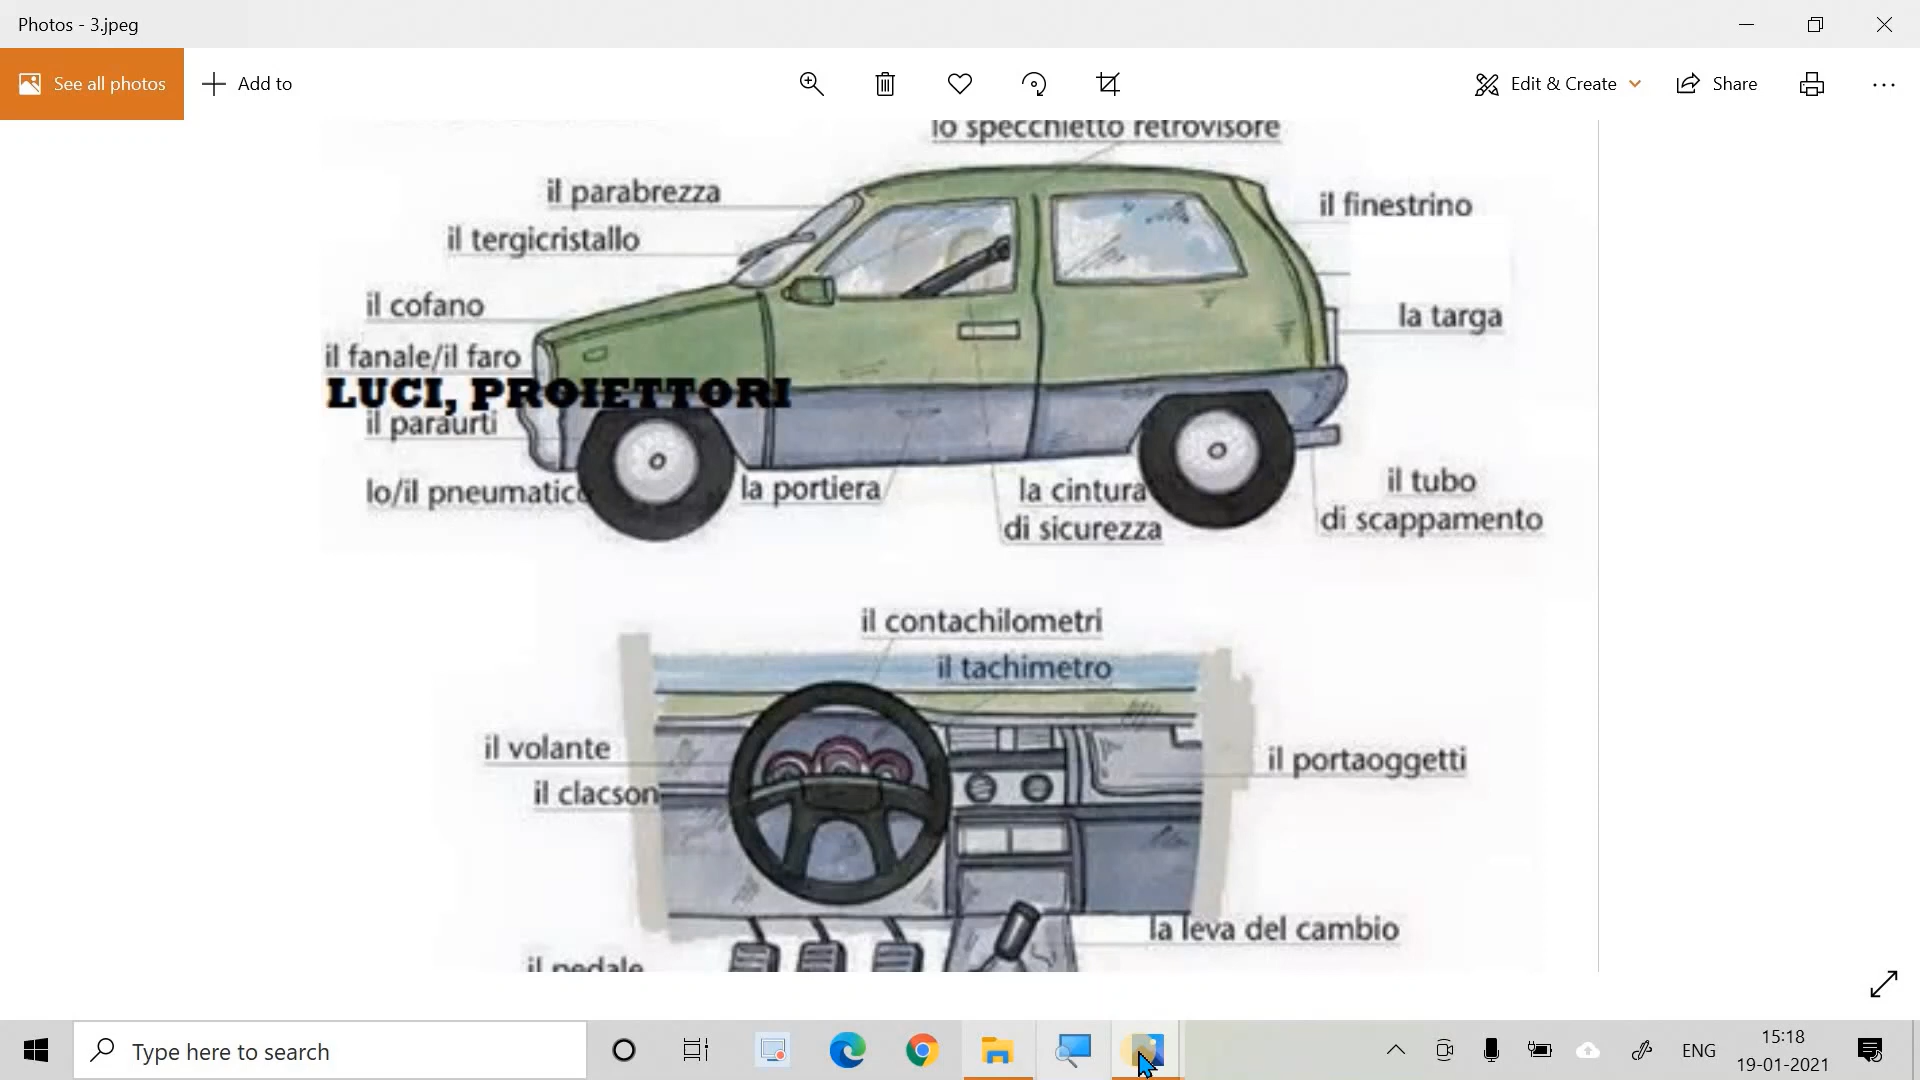 Photos - 3.jpeg
See all photos
Add to
Edit & Create
Share
lo specchietto retrovisore
il parabrezza
il finestrino
il tergicristallo
il cofano
la targa
il fanale/il faro
LUCI, PROIETTORI
il paraurti
lo/il pneumatico
la portiera
la cintura
di sicurezza
il tubo
di scappamento
il contachilometri
il tachimetro
il volante
il portaoggetti
il clacson
la leva del cambio
il pedale
Type here to search
ENG
15:18
19-01-2021